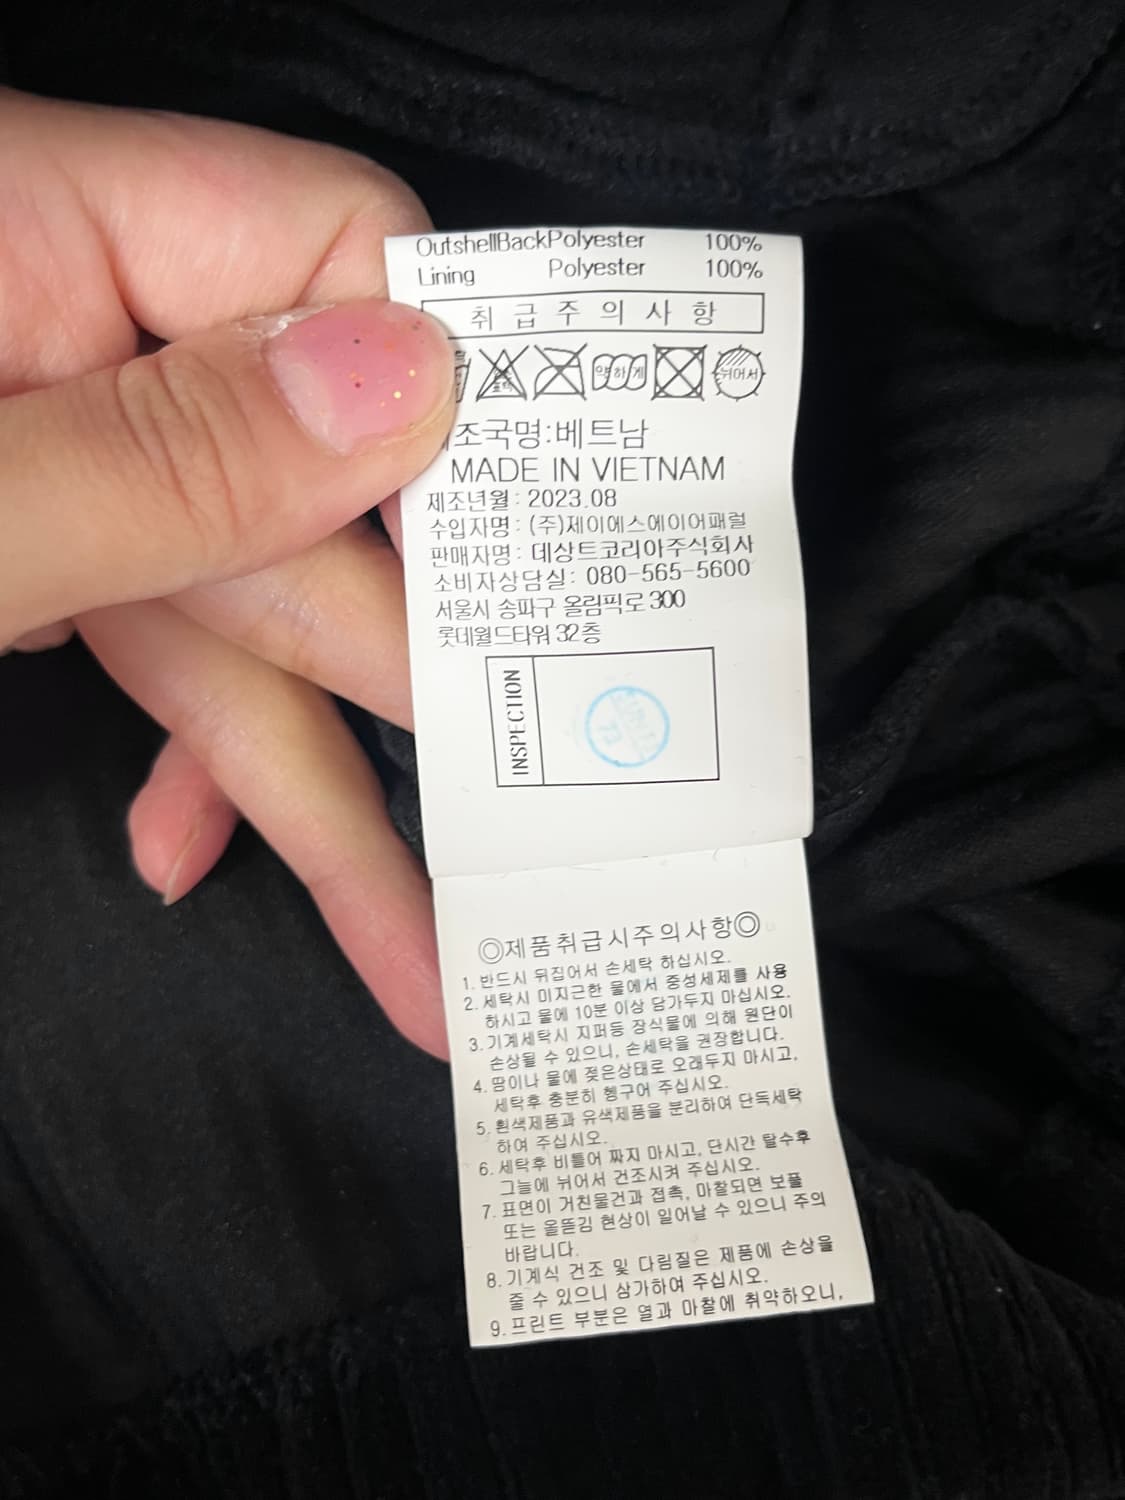 OutshellBackPolyester 100%
Lining Polyester 100%
취급주의사항
약하게 뉘어서
조국명:베트남
MADE IN VIETNAM
제조년월: 2023.08
수입자명: (주)제이에스에이어패럴
판매자명: 데상트코리아주식회사
소비자상담실: 080-565-5600
서울시 송파구 올림픽로 300
롯데월드타워 32층
INSPECTION
◎제품취급시주의사항◎
1. 반드시 뒤집어서 손세탁 하십시오.
2. 세탁시 미지근한 물에서 중성세제를 사용
하시고 물에 10분 이상 담가두지 마십시오.
3. 기계세탁시 지퍼등 장식물에 의해 원단이
손상될 수 있으니, 손세탁을 권장합니다.
4. 땀이나 물에 젖은상태로 오래두지 마시고,
세탁후 충분히 헹구어 주십시오.
5. 흰색제품과 유색제품을 분리하여 단독세탁
하여 주십시오.
6. 세탁후 비틀어 짜지 마시고, 단시간 탈수후
그늘에 뉘어서 건조시켜 주십시오.
7. 표면이 거친물건과 접촉, 마찰되면 보풀
또는 올뜯김 현상이 일어날 수 있으니 주의
바랍니다.
8. 기계식 건조 및 다림질은 제품에 손상을
줄 수 있으니 삼가하여 주십시오.
9. 프린트 부분은 열과 마찰에 취약하오니,